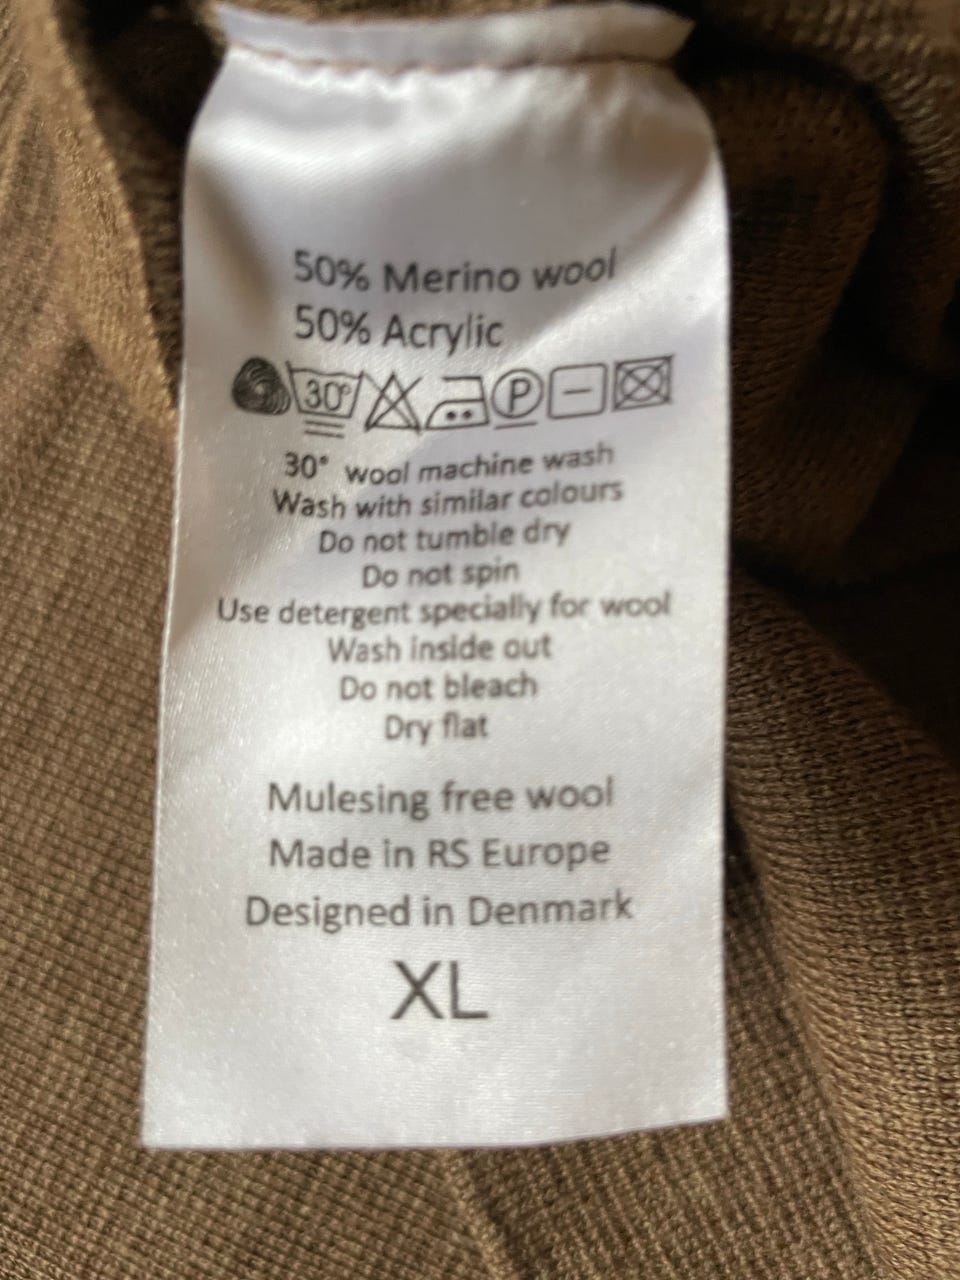 50% Merino wool
50% Acrylic
30° P
30° wool machine wash
Wash with similar colours
Do not tumble dry
Do not spin
Use detergent specially for wool
Wash inside out
Do not bleach
Dry flat
Mulesing free wool
Made in RS Europe
Designed in Denmark
XL